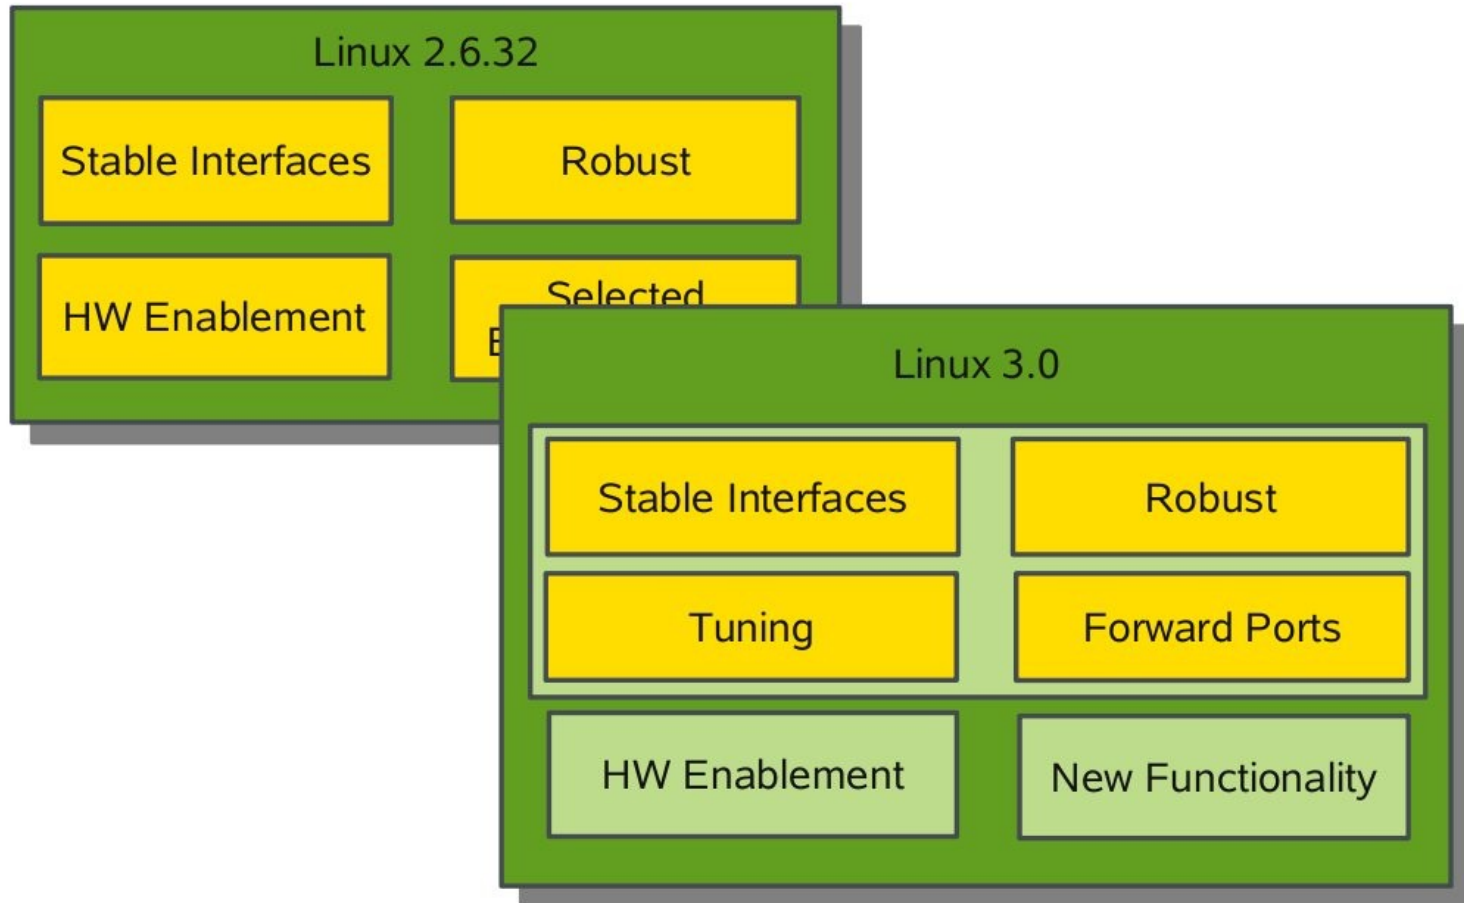 Linux 2.6.32
Stable Interfaces
Robust
HW Enablement
Selected
Linux 3.0
Stable Interfaces
Robust
Tuning
Forward Ports
HW Enablement
New Functionality